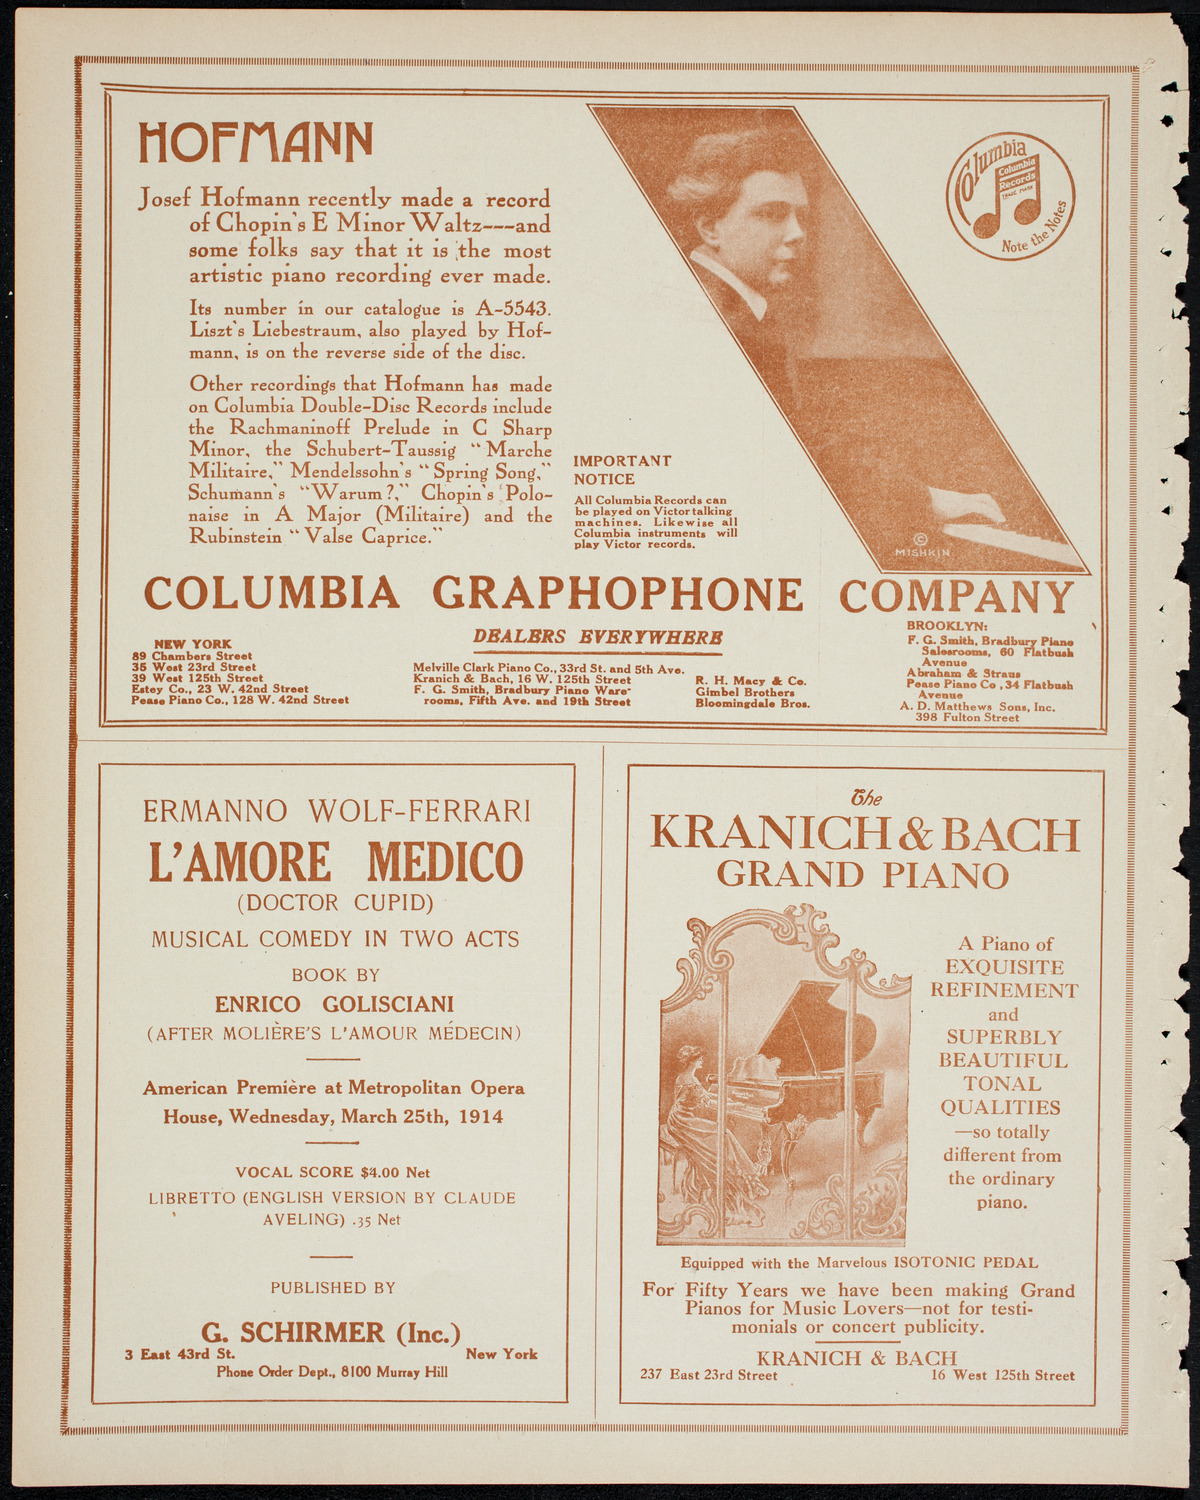 HOFMANN
Josef Hofmann recently made a record
of Chopin's E Minor Waltz---and
some folks say that it is the most
artistic piano recording ever made.
Its number in our catalogue is A-5543.
Liszt's Liebestraum, also played by Hof-
mann, is on the reverse side of the disc.
Other recordings that Hofmann has made
on Columbia Double-Disc Records include
the Rachmaninoff Prelude in C Sharp
Minor, the Schubert-Taussig "Marche
Militaire," Mendelssohn's "Spring Song,"
Schumann's "Warum?," Chopin's Polo-
naise in A Major (Militaire) and the
Rubinstein "Valse Caprice."
IMPORTANT
NOTICE
All Columbia Records can
be played on Victor talking
machines. Likewise all
Columbia instruments will
play Victor records.
© MISHKIN
Columbia
Columbia
Records
TRADE MARK
Note the Notes
COLUMBIA GRAPHOPHONE COMPANY
DEALERS EVERYWHERE
NEW YORK
89 Chambers Street
35 West 23rd Street
39 West 125th Street
Estey Co., 23 W. 42nd Street
Pease Piano Co., 128 W. 42nd Street
Melville Clark Piano Co., 33rd St. and 5th Ave.
Kranich & Bach, 16 W. 125th Street
F. G. Smith, Bradbury Piano Ware-
rooms, Fifth Ave. and 19th Street
R. H. Macy & Co.
Gimbel Brothers
Bloomingdale Bros.
BROOKLYN:
F. G. Smith, Bradbury Piano
Salesrooms, 60 Flatbush
Avenue
Abraham & Straus
Pease Piano Co., 34 Flatbush
Avenue
A. D. Matthews Sons, Inc.
398 Fulton Street
ERMANNO WOLF-FERRARI
L'AMORE MEDICO
(DOCTOR CUPID)
MUSICAL COMEDY IN TWO ACTS
BOOK BY
ENRICO GOLISCIANI
(AFTER MOLIÈRE'S L'AMOUR MÉDECIN)
American Première at Metropolitan Opera
House, Wednesday, March 25th, 1914
VOCAL SCORE $4.00 Net
LIBRETTO (ENGLISH VERSION BY CLAUDE
AVELING) .35 Net
PUBLISHED BY
G. SCHIRMER (Inc.)
3 East 43rd St. New York
Phone Order Dept., 8100 Murray Hill
The
KRANICH & BACH
GRAND PIANO
A Piano of
EXQUISITE
REFINEMENT
and
SUPERBLY
BEAUTIFUL
TONAL
QUALITIES
—so totally
different from
the ordinary
piano.
Equipped with the Marvelous ISOTONIC PEDAL
For Fifty Years we have been making Grand
Pianos for Music Lovers—not for testi-
monials or concert publicity.
KRANICH & BACH
237 East 23rd Street 16 West 125th Street